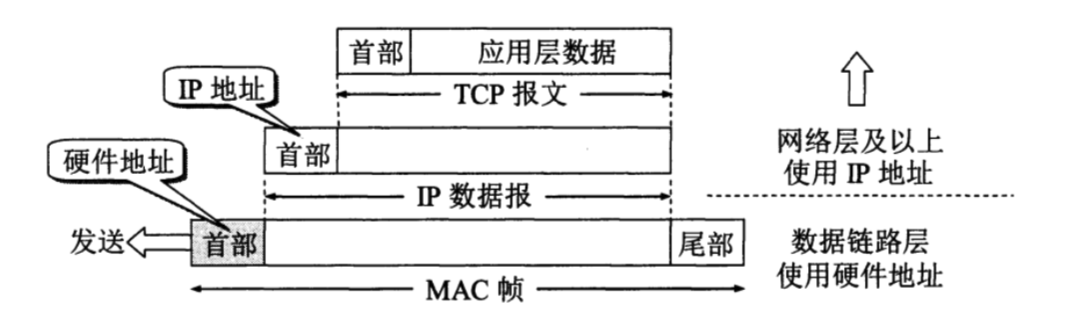 首部
应用层数据
IP 地址
TCP 报文
首部
硬件地址
网络层及以上
使用 IP 地址
IP 数据报
发送
首部
尾部
数据链路层
使用硬件地址
MAC 帧